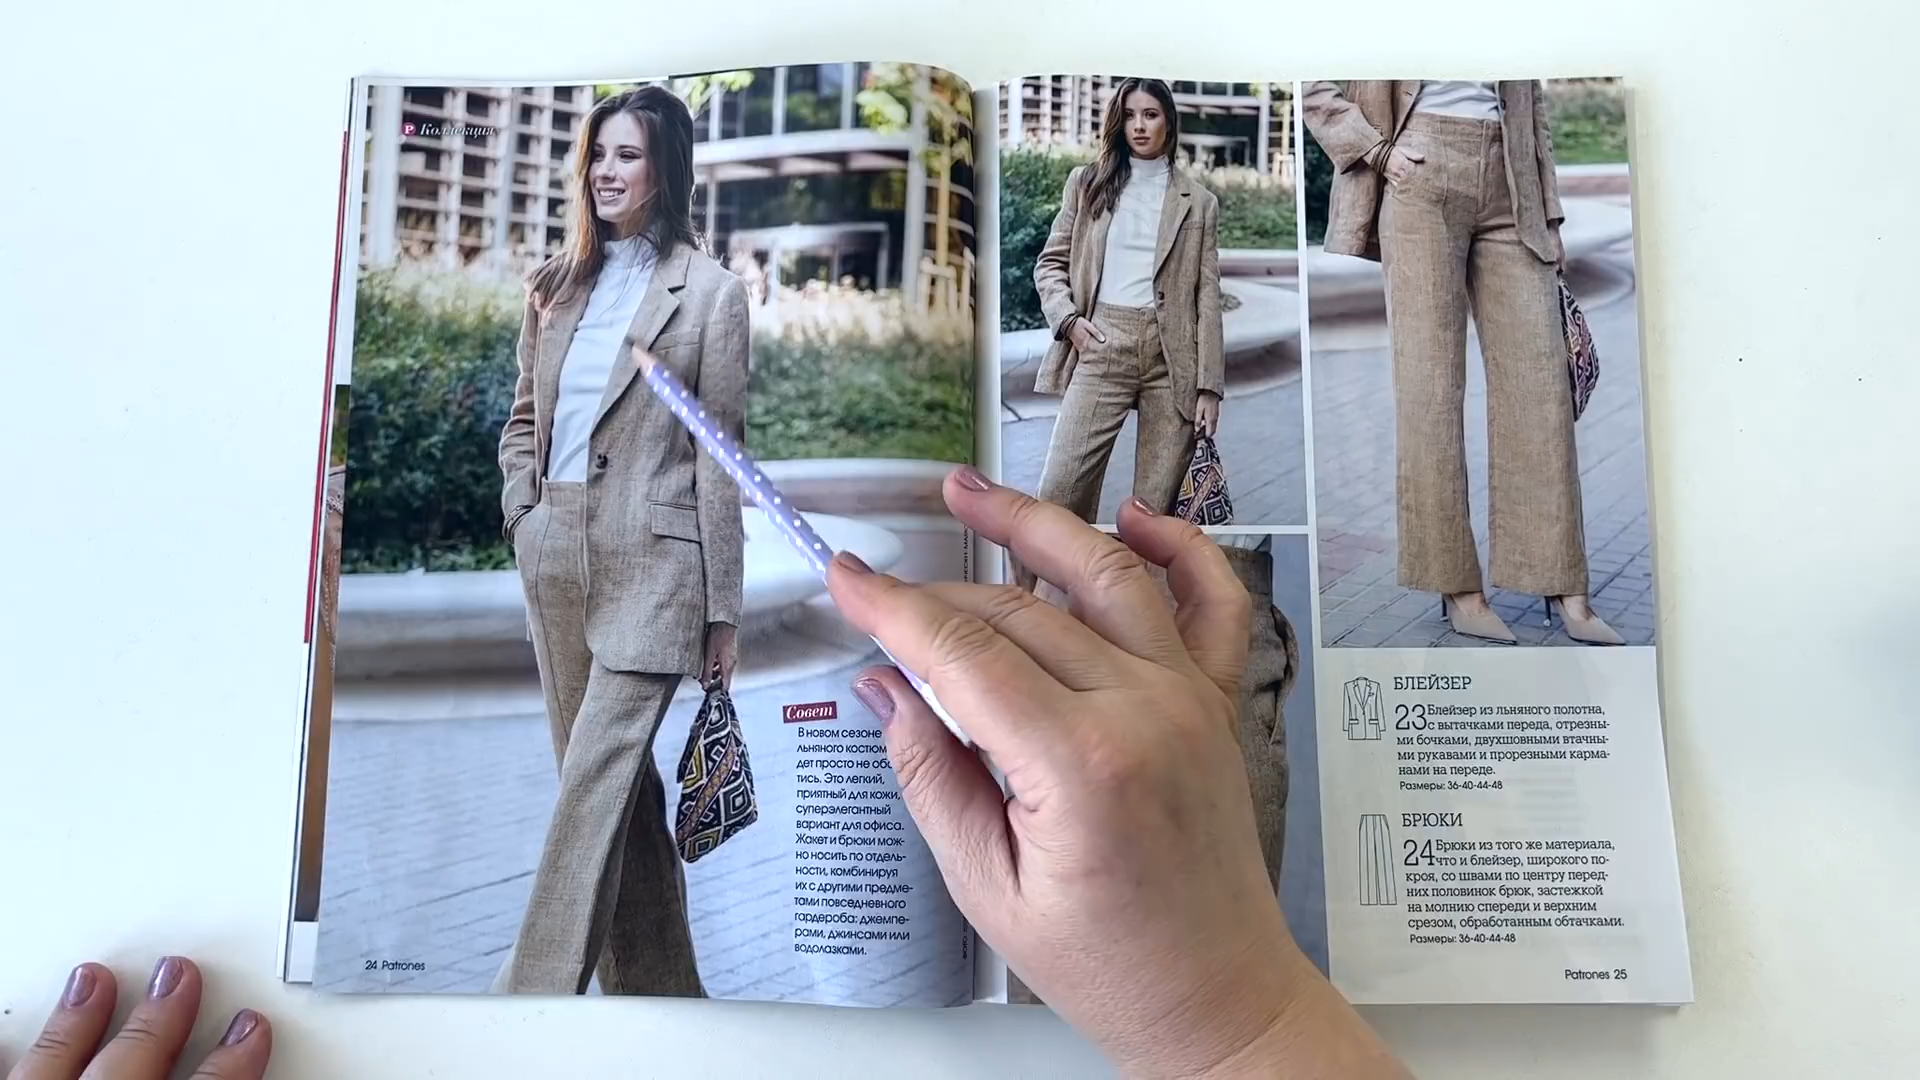 P Коллекция
Совет
В новом сезоне
льняного костюм
дет просто не
тись. Это легкий,
приятный для кожи,
суперэлегантный
вариант для офиса.
Жакет и брюки мож-
но носить по отдель-
ности, комбинируя
их с другими предме-
тами повседневного
гардероба: джемпе-
рами, джинсами или
водолазками.
24 Patrones
БЛЕЙЗЕР
23 Блейзер из льняного полотна,
с вытачками переда, отрезны-
ми бочками, двухшовными втачны-
ми рукавами и прорезными карма-
нами на переде.
Размеры: 36-40-44-48
БРЮКИ
24 Брюки из того же материала,
что и блейзер, широкого по-
кроя, со швами по центру перед-
них половинок брюк, застежкой
на молнию спереди и верхним
срезом, обработанным обтачками.
Размеры: 36-40-44-48
Patrones 25